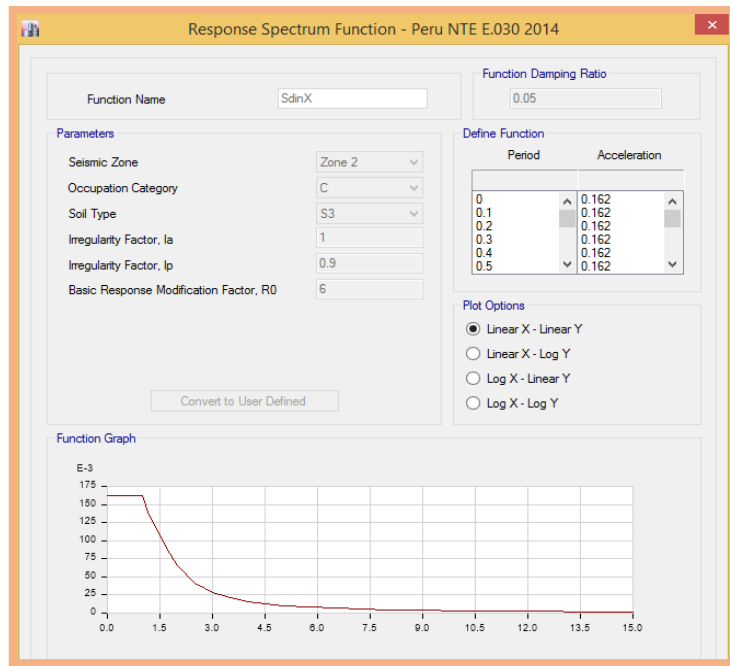 Response Spectrum Function - Peru NTE E.030 2014
×
Function Name
SdinX
Function Damping Ratio
0.05
Parameters
Seismic Zone
Zone 2
Occupation Category
C
Soil Type
S3
Irregularity Factor, Ia
1
Irregularity Factor, Ip
0.9
Basic Response Modification Factor, R0
6
Convert to User Defined
Define Function
Period Acceleration
0 0.162
0.1 0.162
0.2 0.162
0.3 0.162
0.4 0.162
0.5 0.162
Plot Options
Linear X - Linear Y
Linear X - Log Y
Log X - Linear Y
Log X - Log Y
Function Graph
E-3
175
150
125
100
75
50
25
0
0.0 1.5 3.0 4.5 6.0 7.5 9.0 10.5 12.0 13.5 15.0